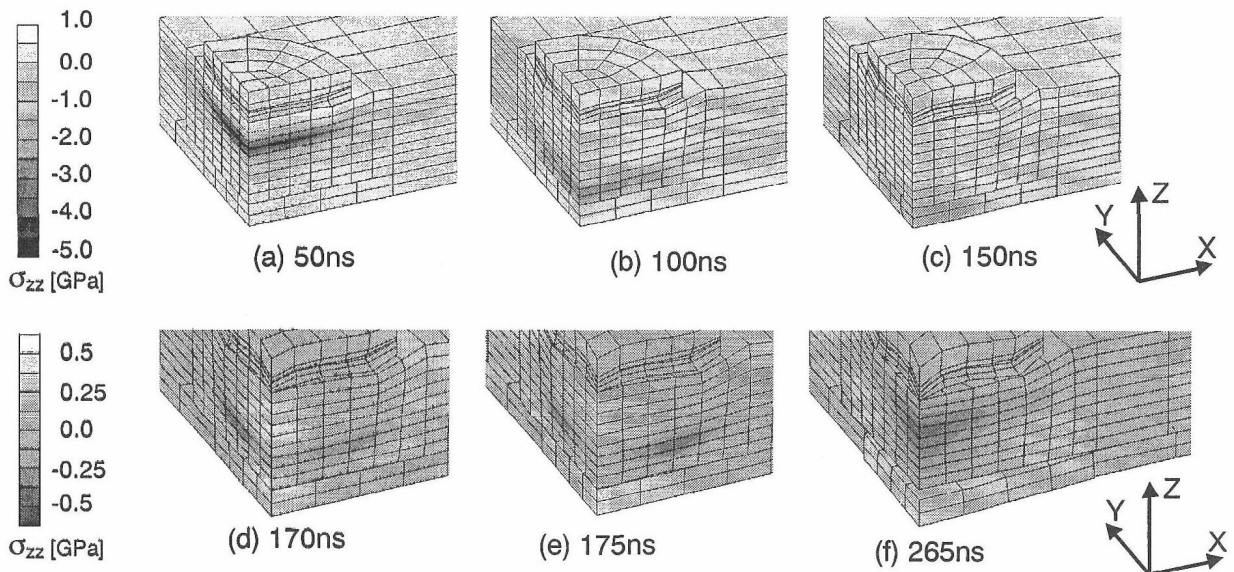 1.0
0.0
-1.0
-2.0
-3.0
-4.0
-5.0
σzz [GPa]
(a) 50ns
(b) 100ns
(c) 150ns
Z
Y
X
0.5
0.25
0.0
-0.25
-0.5
σzz [GPa]
(d) 170ns
(e) 175ns
(f) 265ns
Z
Y
X